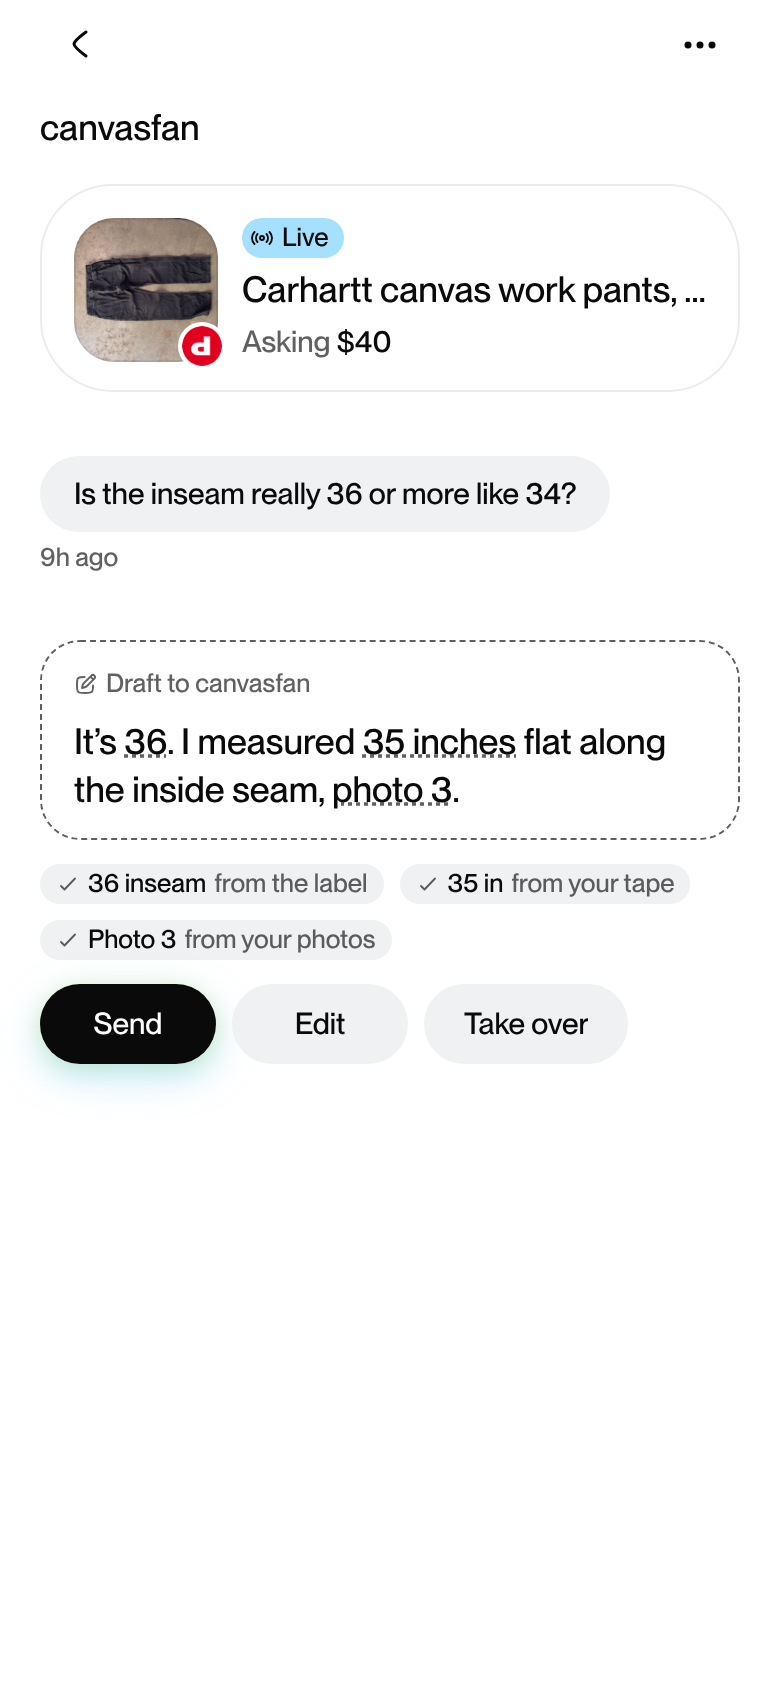 canvasfan
Live
Carhartt canvas work pants, ...
Asking $40
Is the inseam really 36 or more like 34?
9h ago
Draft to canvasfan
It’s 36. I measured 35 inches flat along
the inside seam, photo 3.
36 inseam from the label
35 in from your tape
Photo 3 from your photos
Send
Edit
Take over